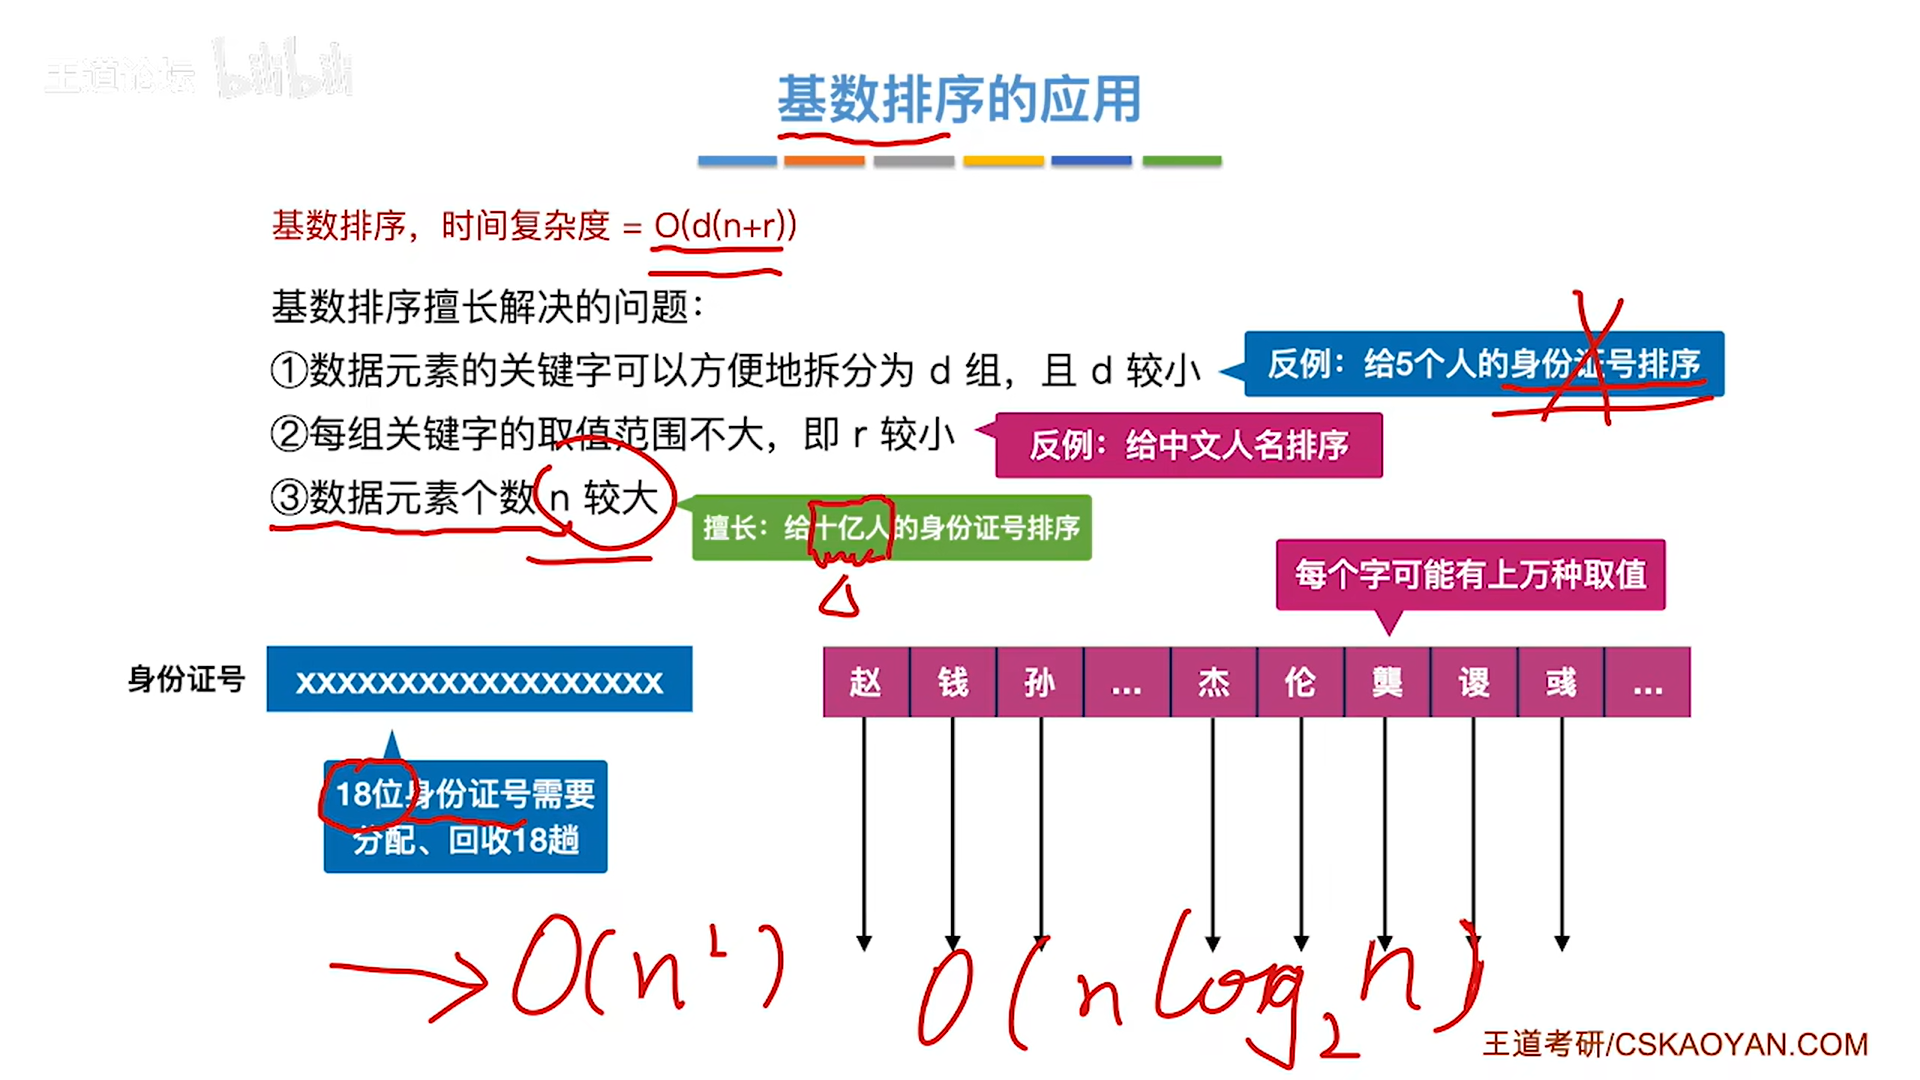 王道论坛 bilibili
基数排序的应用
基数排序，时间复杂度 = O(d(n+r))
基数排序擅长解决的问题：
①数据元素的关键字可以方便地拆分为 d 组，且 d 较小
反例：给5个人的身份证号排序
②每组关键字的取值范围不大，即 r 较小
反例：给中文人名排序
③数据元素个数 n 较大
擅长：给十亿人的身份证号排序
每个字可能有上万种取值
身份证号
XXXXXXXXXXXXXXXXXX
赵 钱 孙 ... 杰 伦 龑 谡 彧 ...
18位身份证号需要
分配、回收18趟
O(n²) O(nlog₂n)
王道考研/CSKAOYAN.COM